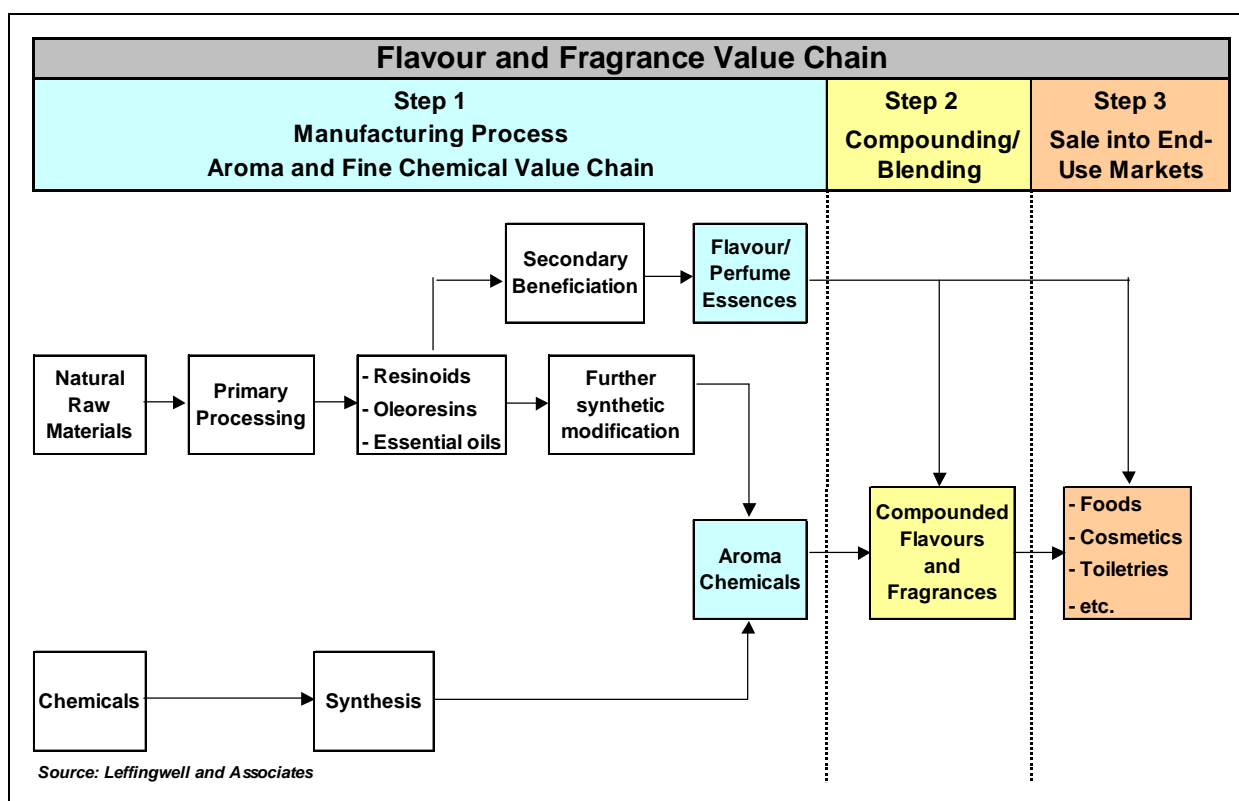 Flavour and Fragrance Value Chain
Step 1
Manufacturing Process
Aroma and Fine Chemical Value Chain
Step 2
Compounding/
Blending
Step 3
Sale into End-
Use Markets
Secondary
Beneficiation
Flavour/
Perfume
Essences
Natural
Raw
Materials
Primary
Processing
- Resinoids
- Oleoresins
- Essential oils
Further
synthetic
modification
Aroma
Chemicals
Compounded
Flavours
and
Fragrances
- Foods
- Cosmetics
- Toiletries
- etc.
Chemicals
Synthesis
Source: Leffingwell and Associates